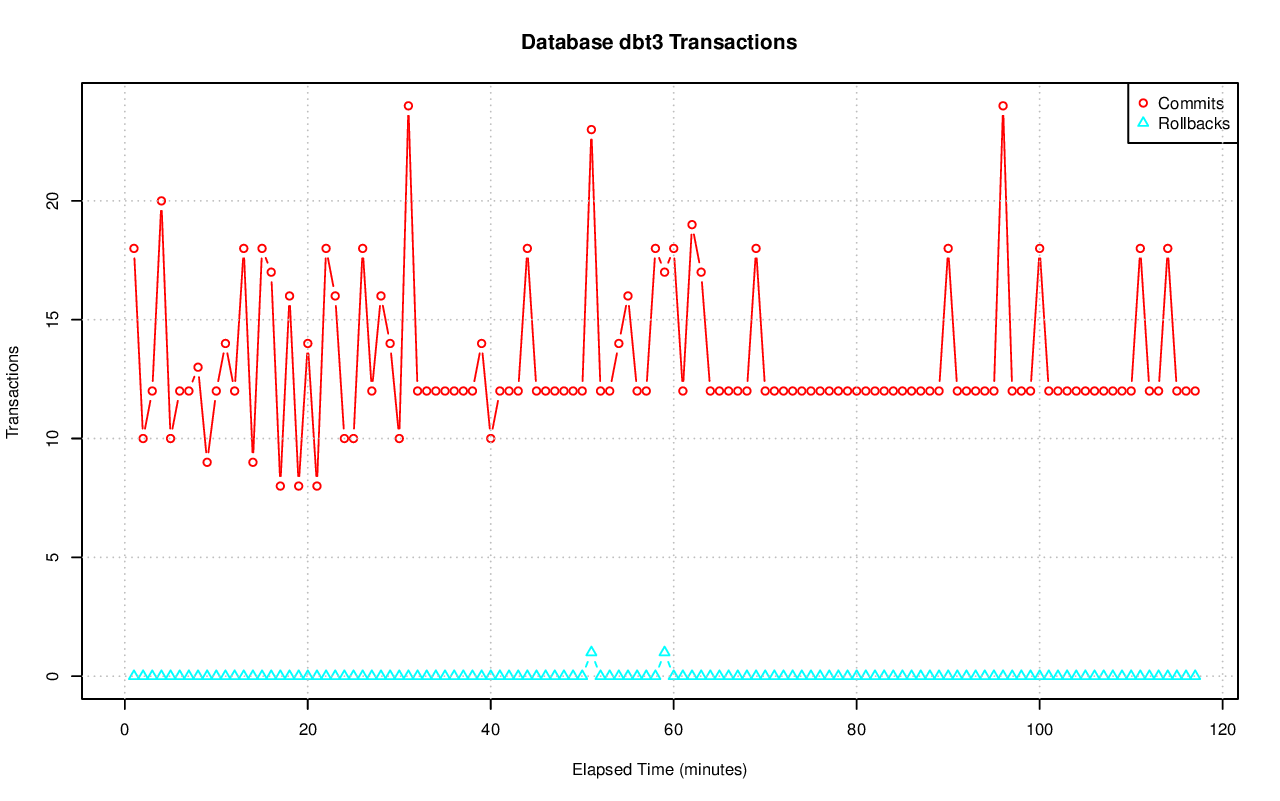 Database dbt3 Transactions
Commits
Rollbacks
Transactions
20
15
10
5
0
0 20 40 60 80 100 120
Elapsed Time (minutes)